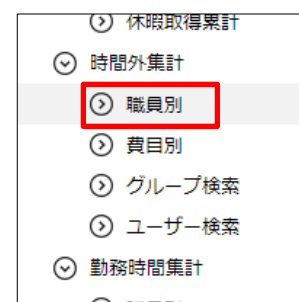 休暇取得累計
時間外集計
職員別
費目別
グループ検索
ユーザー検索
勤務時間集計